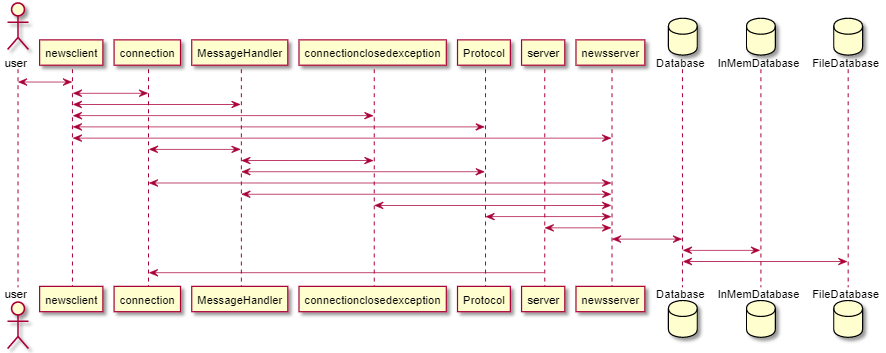 user
newsclient
connection
MessageHandler
connectionclosedexception
Protocol
server
newsserver
Database
InMemDatabase
FileDatabase
user
newsclient
connection
MessageHandler
connectionclosedexception
Protocol
server
newsserver
Database
InMemDatabase
FileDatabase